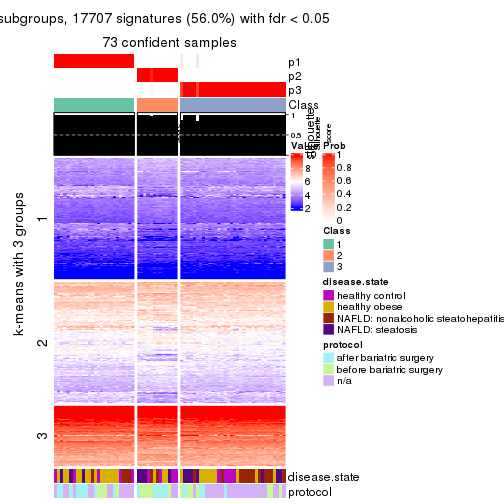 subgroups, 17707 signatures (56.0%) with fdr < 0.05
73 confident samples
p1
p2
p3
Class
1
0.5
Silhouette
score
k-means with 3 groups
1
2
3
disease.state
protocol
8
6
4
2
Prob
1
0.8
0.6
0.4
0.2
0
Class
1
2
3
disease.state
healthy control
healthy obese
NAFLD: nonalcoholic steatohepatitis
NAFLD: steatosis
protocol
after bariatric surgery
before bariatric surgery
n/a